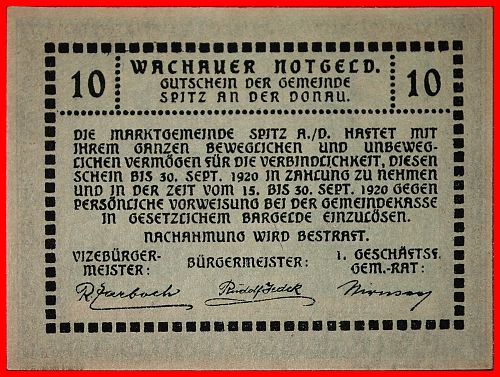 WACHAUER NOTGELD.
10 GUTSCHEIN DER GEMEINDE 10
SPITZ AN DER DONAU.
DIE MARKTGEMEINDE SPITZ A./D. HAFTET MIT
IHREM GANZEN BEWEGLICHEN UND UNBEWEG-
LICHEN VERMÖGEN FÜR DIE VERBINDLICHKEIT, DIESEN
SCHEIN BIS 30. SEPT. 1920 IN ZAHLUNG ZU NEHMEN
UND IN DER ZEIT VOM 15. BIS 30. SEPT. 1920 GEGEN
PERSÖNLICHE VORWEISUNG BEI DER GEMEINDEKASSE
IN GESETZLICHEM BARGELDE EINZULÖSEN.
NACHAHMUNG WIRD BESTRAFT.
VIZEBÜRGER-
MEISTER:
BÜRGERMEISTER:
1. GESCHÄFTSF.
GEM.-RAT:
Rudolf